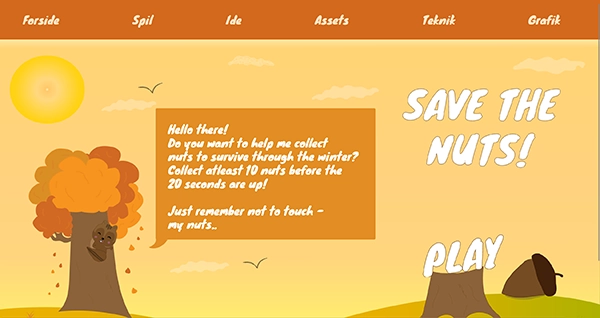 Forside Spil Ide Assets Teknik Grafik
SAVE THE
NUTS!
Hello there!
Do you want to help me collect
nuts to survive through the winter?
Collect atleast 10 nuts before the
20 seconds are up!
Just remember not to touch -
my nuts..
PLAY